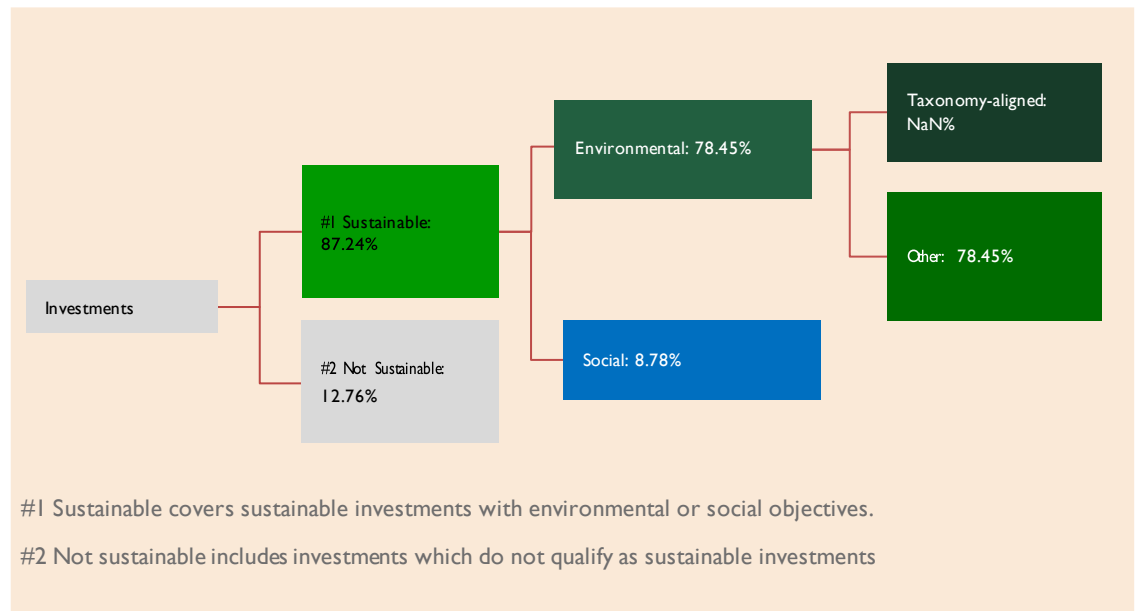 Taxonomy-aligned:
NaN%
Environmental: 78.45%
#1 Sustainable:
87.24%
Other: 78.45%
Investments
#2 Not Sustainable:
12.76%
Social: 8.78%
#1 Sustainable covers sustainable investments with environmental or social objectives.
#2 Not sustainable includes investments which do not qualify as sustainable investments